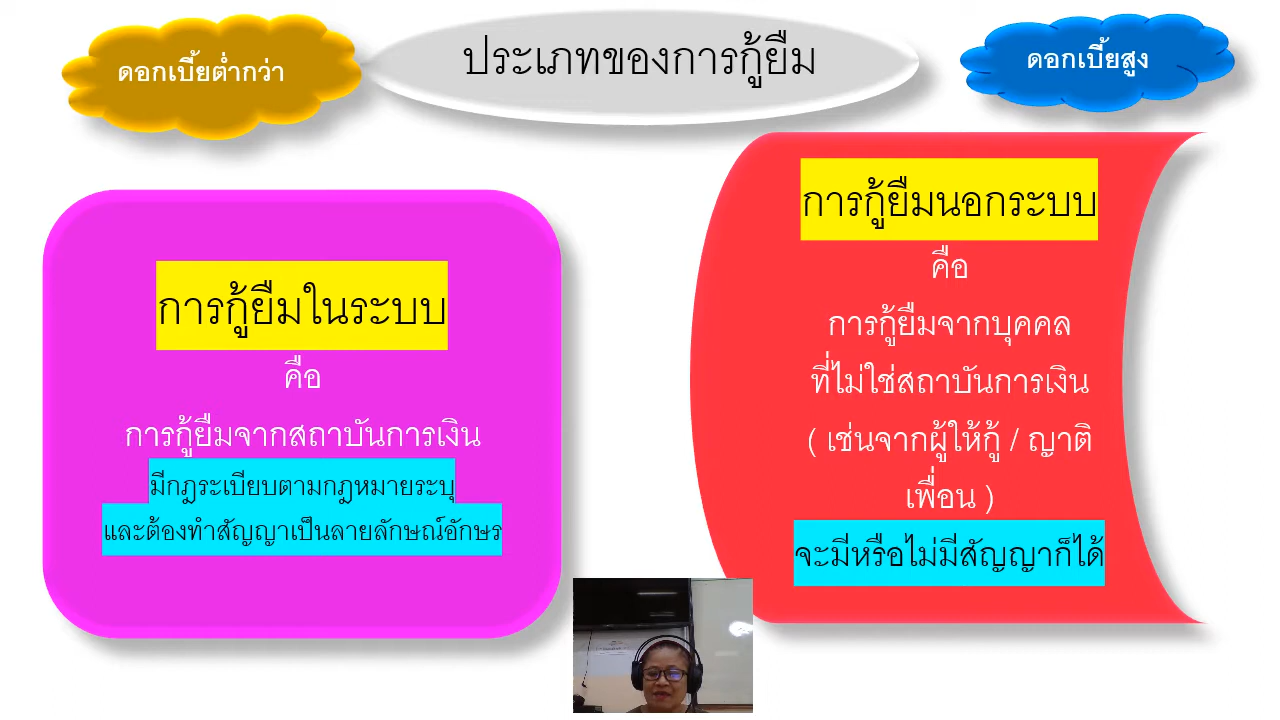 ประเภทของการกู้ยืม
ดอกเบี้ยต่ำกว่า
ดอกเบี้ยสูง
การกู้ยืมในระบบ
คือ
การกู้ยืมจากสถาบันการเงิน
มีกฎระเบียบตามกฎหมายระบุ
และต้องทำสัญญาเป็นลายลักษณ์อักษร
การกู้ยืมนอกระบบ
คือ
การกู้ยืมจากบุคคล
ที่ไม่ใช่สถาบันการเงิน
( เช่นจากผู้ให้กู้ / ญาติ
เพื่อน )
จะมีหรือไม่มีสัญญาก็ได้